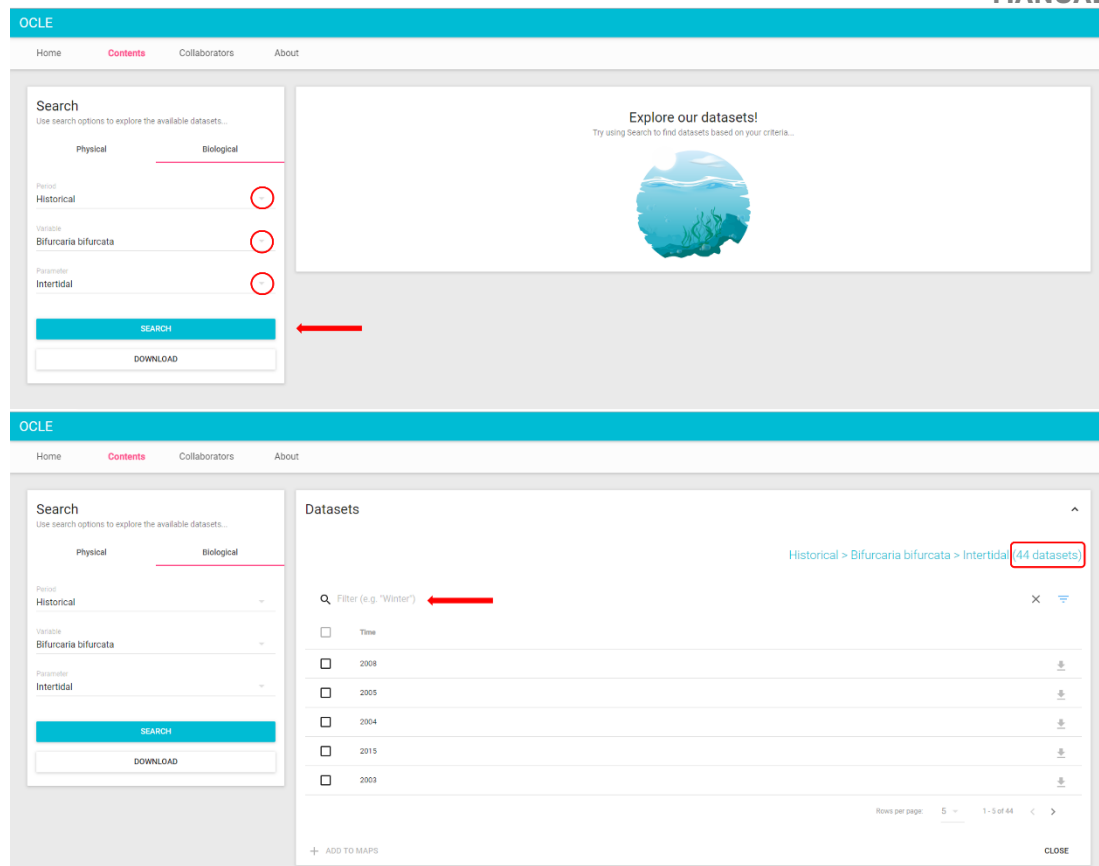 MANUAL
OCLE
Home Contents Collaborators About
Search
Use search options to explore the available datasets...
Physical Biological
Period
Historical
Variable
Bifurcaria bifurcata
Parameter
Intertidal
SEARCH
DOWNLOAD
Explore our datasets!
Try using Search to find datasets based on your criteria...
OCLE
Home Contents Collaborators About
Search
Use search options to explore the available datasets...
Physical Biological
Period
Historical
Variable
Bifurcaria bifurcata
Parameter
Intertidal
SEARCH
DOWNLOAD
Datasets
Historical > Bifurcaria bifurcata > Intertidal (44 datasets)
Filter (e.g. "Winter")
Time
2008
2005
2004
2015
2003
Rows per page: 5 1-5 of 44 < >
+ ADD TO MAPS CLOSE